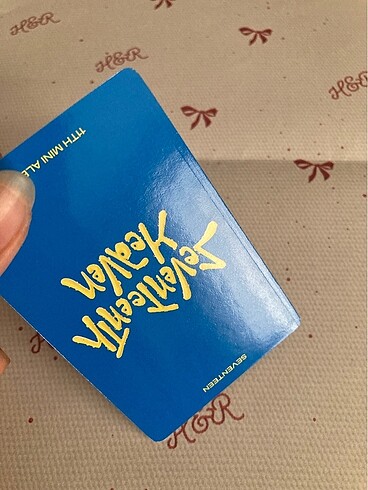 11TH MINI ALB
Seventeenth
Heaven
SEVENTEEN
H&R
H&R
H&R
H&R